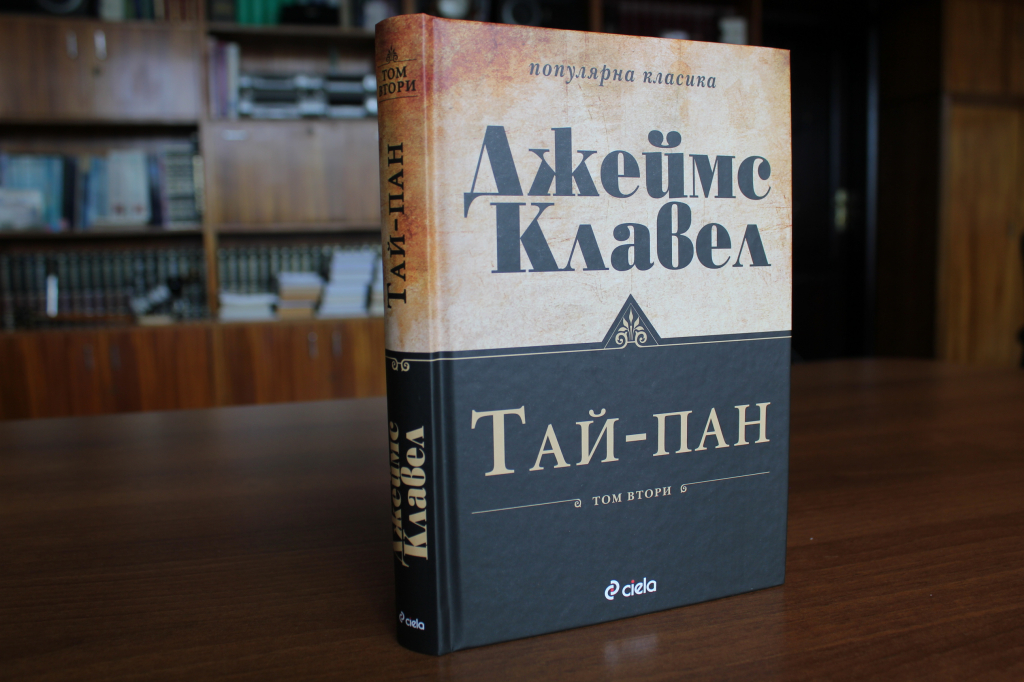 популярна класика
Джеймс
Клавел
Тай-пан
том втори
ciela
том
втори
Тай-пан
Джеймс
Клавел
ciela